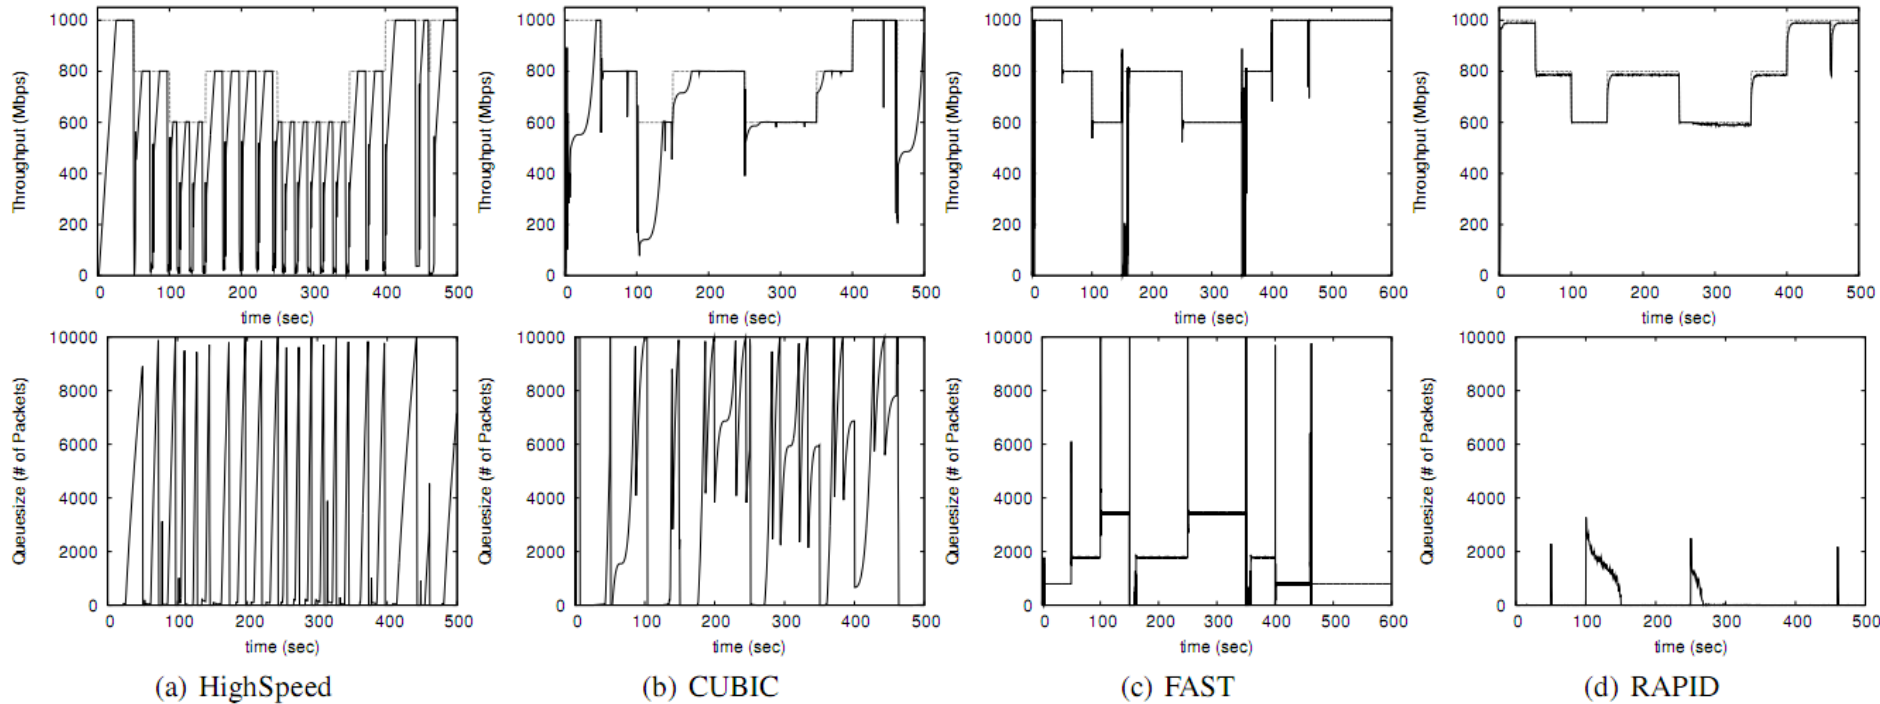 1000
800
600
400
200
0
Throughput (Mbps)
0 100 200 300 400 500
time (sec)
1000
800
600
400
200
0
Throughput (Mbps)
0 100 200 300 400 500
time (sec)
1000
800
600
400
200
0
Throughput (Mbps)
0 100 200 300 400 500 600
time (sec)
1000
800
600
400
200
0
Throughput (Mbps)
0 100 200 300 400 500
time (sec)
10000
8000
6000
4000
2000
0
Queuesize (# of Packets)
0 100 200 300 400 500
time (sec)
10000
8000
6000
4000
2000
0
Queuesize (# of Packets)
0 100 200 300 400 500
time (sec)
10000
8000
6000
4000
2000
0
Queuesize (# of Packets)
0 100 200 300 400 500 600
time (sec)
10000
8000
6000
4000
2000
0
Queuesize (# of Packets)
0 100 200 300 400 500
time (sec)
(a) HighSpeed
(b) CUBIC
(c) FAST
(d) RAPID